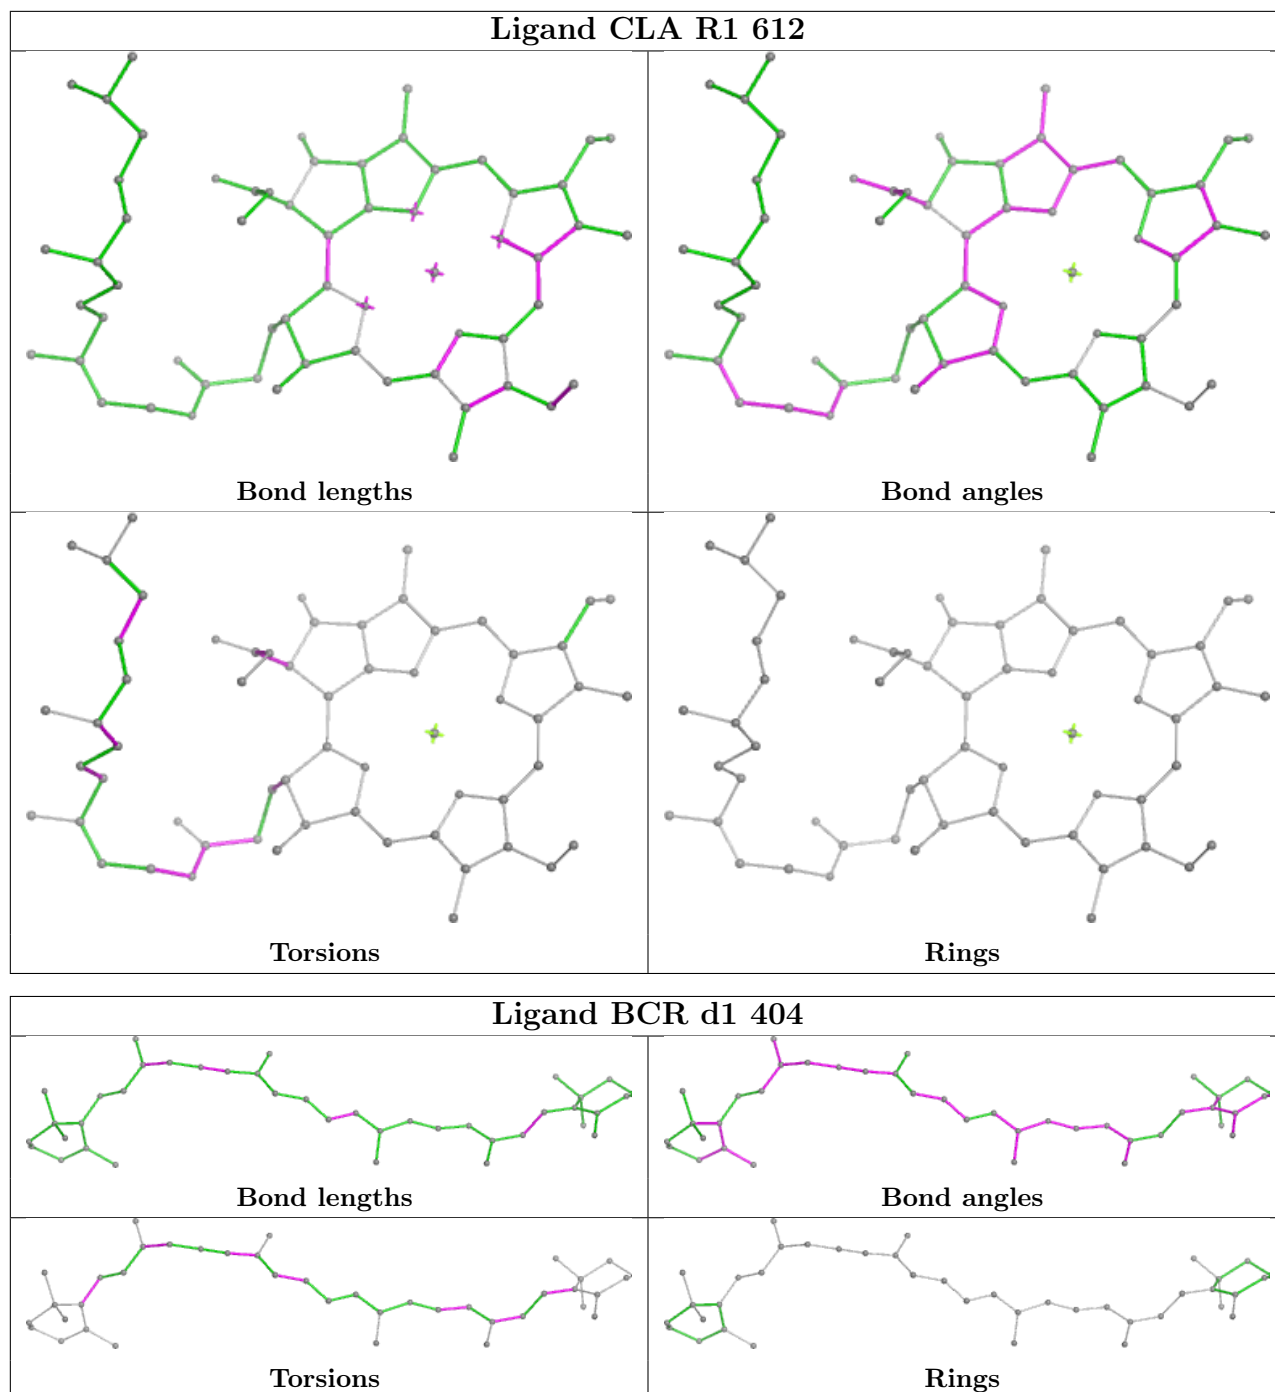 Ligand CLA R1 612
Bond lengths
Bond angles
Torsions
Rings
Ligand BCR d1 404
Bond lengths
Bond angles
Torsions
Rings